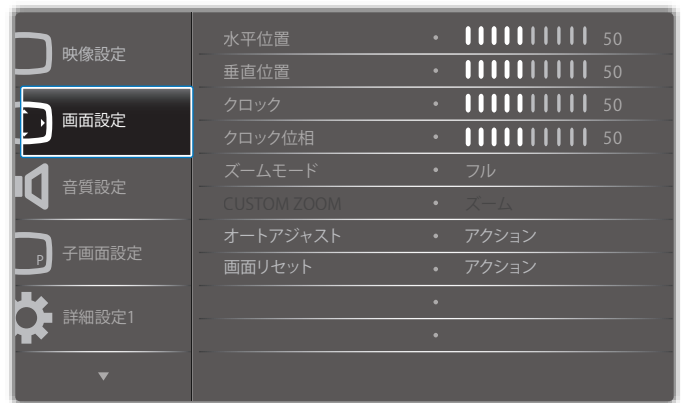 映像設定
画面設定
音質設定
P
子画面設定
詳細設定1
▼
水平位置 • 50
垂直位置 • 50
クロック • 50
クロック位相 • 50
ズームモード • フル
CUSTOM ZOOM • ズーム
オートアジャスト • アクション
画面リセット • アクション
•
•